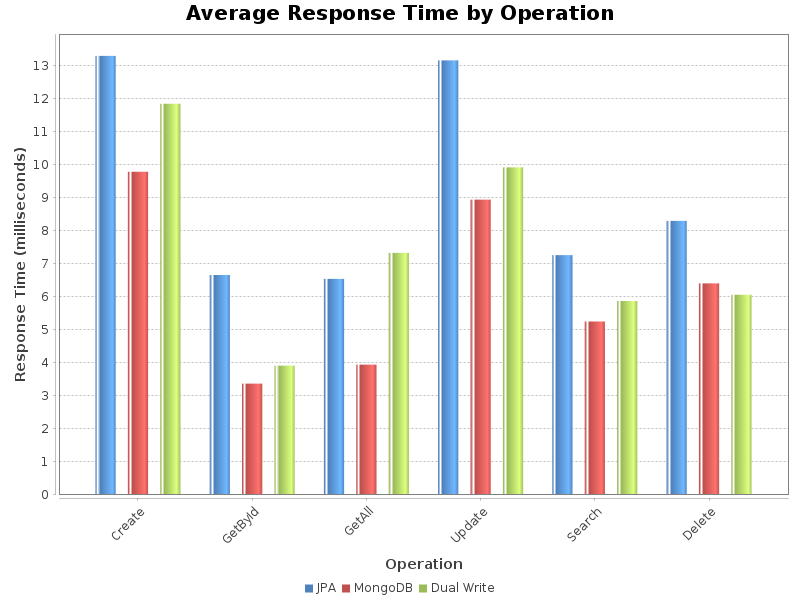 Average Response Time by Operation
Response Time (milliseconds)
13
12
11
10
9
8
7
6
5
4
3
2
1
0
Create
GetById
GetAll
Update
Search
Delete
Operation
JPA MongoDB Dual Write